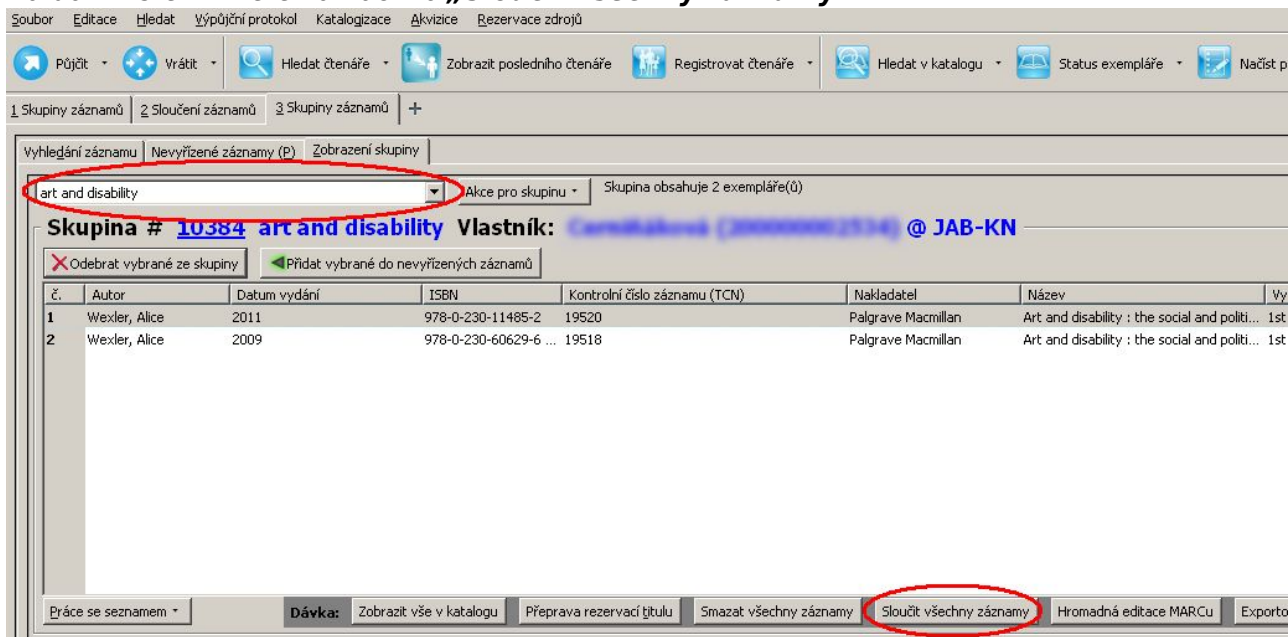 Soubor Editace Hledat Výpůjční protokol Katalogizace Akvizice Rezervace zdrojů
Půjčit Vrátit Hledat čtenáře Zobrazit posledního čtenáře Registrovat čtenáře Hledat v katalogu Status exempláře Načíst p
1 Skupiny záznamů 2 Sloučení záznamů 3 Skupiny záznamů +
Vyhledání záznamu Nevyřízené záznamy (P) Zobrazení skupiny
art and disability Akce pro skupinu Skupina obsahuje 2 exempláře(ů)
Skupina # 10384 art and disability Vlastník: @ JAB-KN
Odebrat vybrané ze skupiny Přidat vybrané do nevyřízených záznamů
č. Autor Datum vydání ISBN Kontrolní číslo záznamu (TCN) Nakladatel Název Vy
1 Wexler, Alice 2011 978-0-230-11485-2 19520 Palgrave Macmillan Art and disability : the social and politi... 1st
2 Wexler, Alice 2009 978-0-230-60629-6 ... 19518 Palgrave Macmillan Art and disability : the social and politi... 1st
Práce se seznamem Dávka: Zobrazit vše v katalogu Přeprava rezervací titulu Smazat všechny záznamy Sloučit všechny záznamy Hromadná editace MARCu Exporto